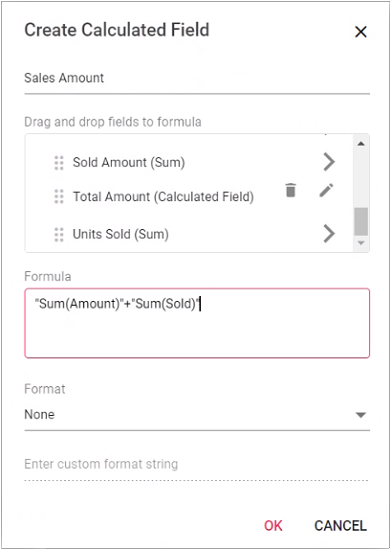 Create Calculated Field
Sales Amount
Drag and drop fields to formula
Sold Amount (Sum)
Total Amount (Calculated Field)
Units Sold (Sum)
Formula
"Sum(Amount)"+"Sum(Sold)"
Format
None
Enter custom format string
OK CANCEL